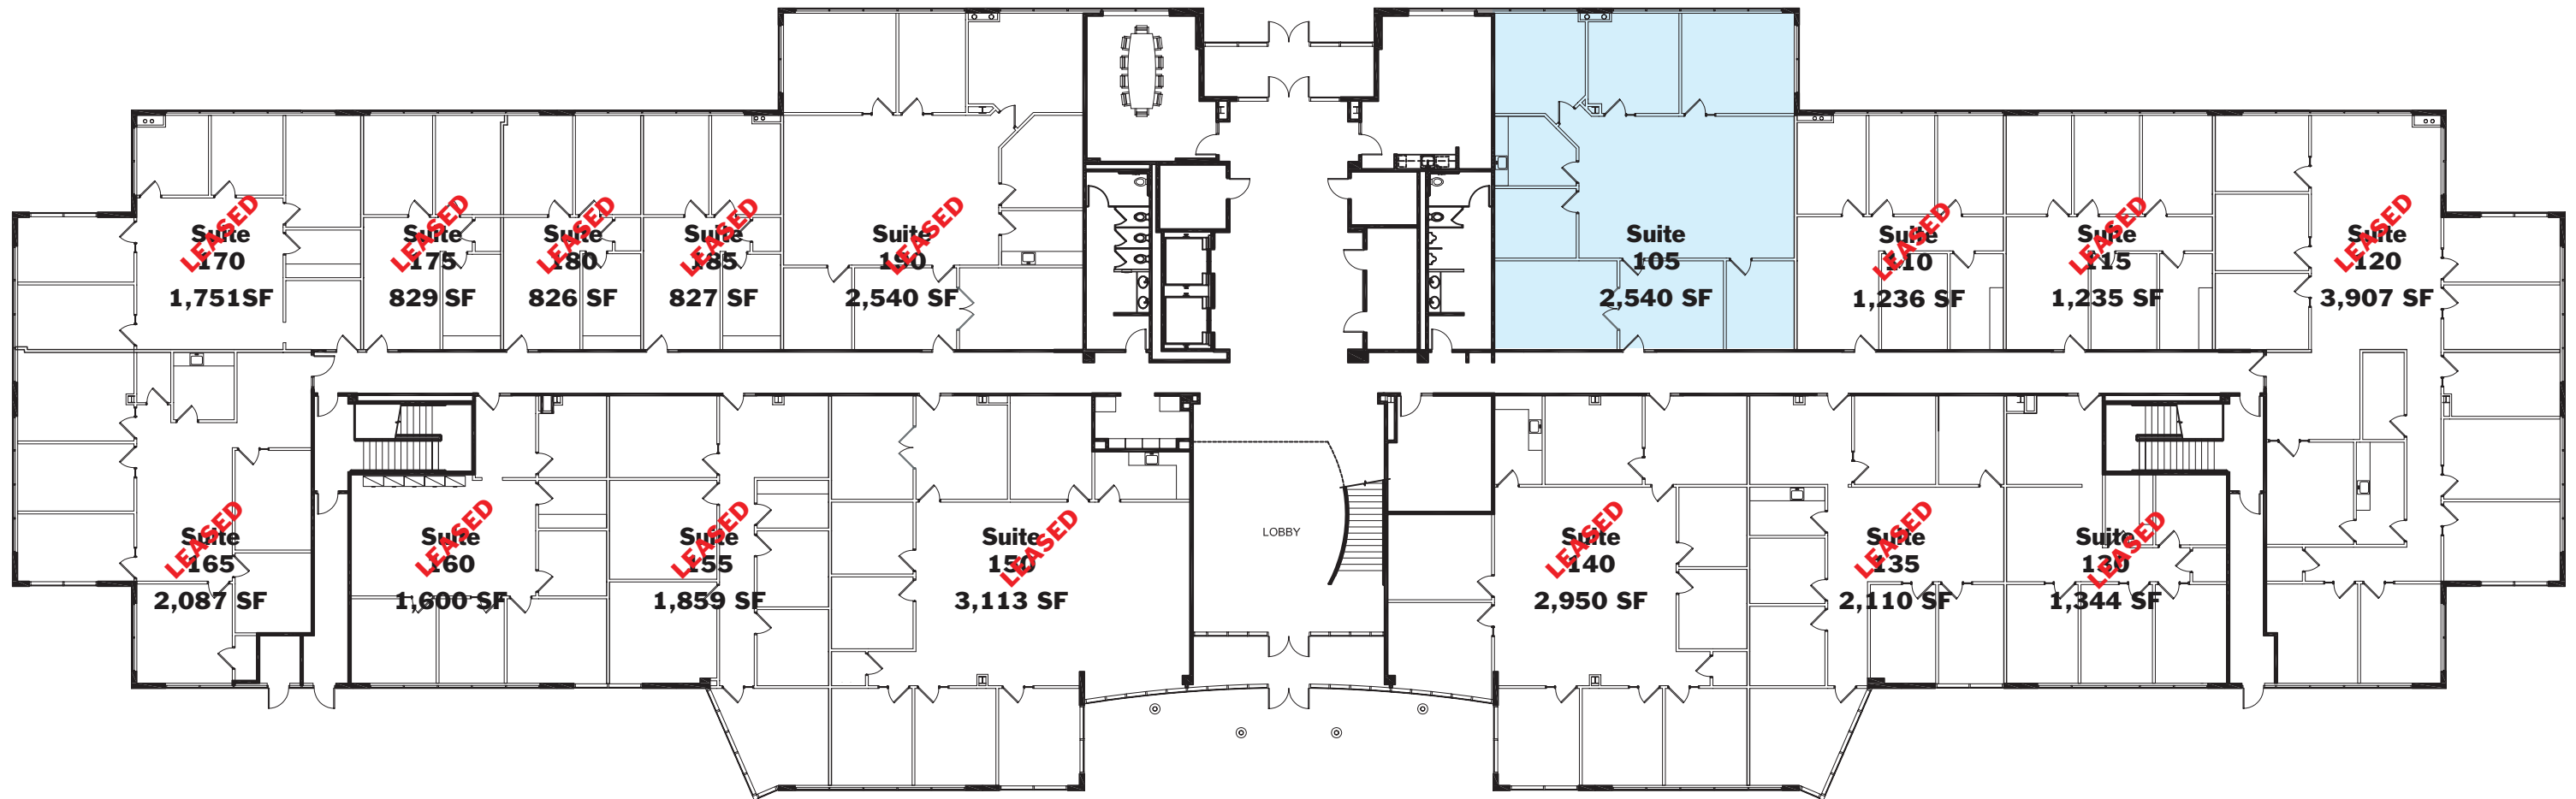 Suite
170
1,751SF
LEASED
Suite
175
829 SF
LEASED
Suite
180
826 SF
LEASED
Suite
185
827 SF
LEASED
Suite
190
2,540 SF
LEASED
Suite
105
2,540 SF
Suite
110
1,236 SF
LEASED
Suite
115
1,235 SF
LEASED
Suite
120
3,907 SF
LEASED
Suite
165
2,087 SF
LEASED
Suite
160
1,600 SF
LEASED
Suite
155
1,859 SF
LEASED
Suite
150
3,113 SF
LEASED
LOBBY
Suite
140
2,950 SF
LEASED
Suite
135
2,110 SF
LEASED
Suite
130
1,344 SF
LEASED